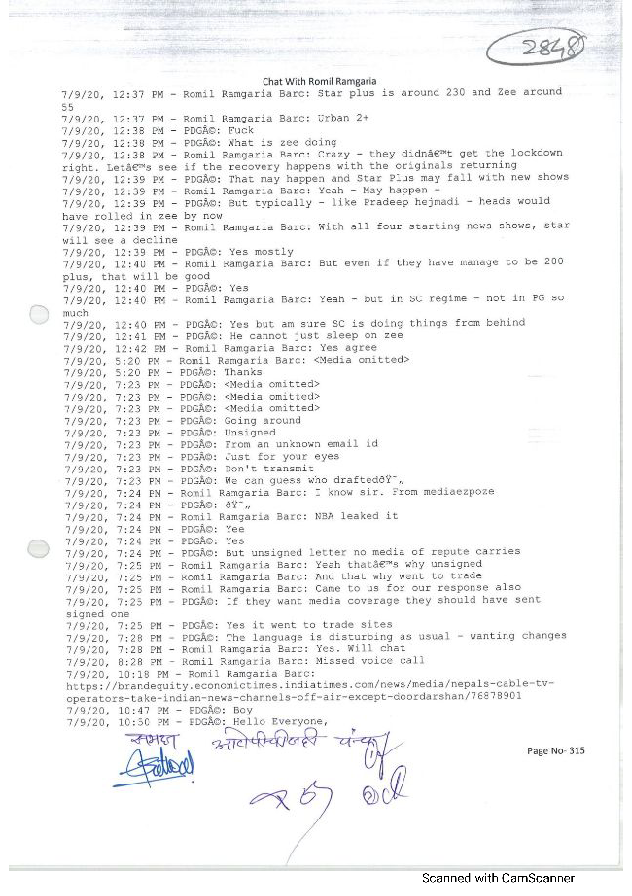 2848
Chat With Romil Ramgaria
7/9/20, 12:37 PM - Romil Ramgaria Barc: Star plus is around 230 and Zee around
55
7/9/20, 12:37 PM - Romil Ramgaria Barc: Urban 2+
7/9/20, 12:38 PM - PDGÃ©: Fuck
7/9/20, 12:38 PM - PDGÃ©: What is zee doing
7/9/20, 12:38 PM - Romil Ramgaria Barc: Crazy - they didnâ€™t get the lockdown
right. Letâ€™s see if the recovery happens with the originals returning
7/9/20, 12:39 PM - PDGÃ©: That may happen and Star Plus may fall with new shows
7/9/20, 12:39 PM - Romil Ramgaria Barc: Yeah - May happen -
7/9/20, 12:39 PM - PDGÃ©: But typically - like Pradeep hejmadi - heads would
have rolled in zee by now
7/9/20, 12:39 PM - Romil Ramgaria Barc: With all four starting news shows, star
will see a decline
7/9/20, 12:39 PM - PDGÃ©: Yes mostly
7/9/20, 12:40 PM - Romil Ramgaria Barc: But even if they have manage to be 200
plus, that will be good
7/9/20, 12:40 PM - PDGÃ©: Yes
7/9/20, 12:40 PM - Romil Ramgaria Barc: Yeah - but in SC regime - not in PG so
much
7/9/20, 12:40 PM - PDGÃ©: Yes but am sure SC is doing things from behind
7/9/20, 12:41 PM - PDGÃ©: He cannot just sleep on zee
7/9/20, 12:42 PM - Romil Ramgaria Barc: Yes agree
7/9/20, 5:20 PM - Romil Ramgaria Barc: <Media omitted>
7/9/20, 5:20 PM - PDGÃ©: Thanks
7/9/20, 7:23 PM - PDGÃ©: <Media omitted>
7/9/20, 7:23 PM - PDGÃ©: <Media omitted>
7/9/20, 7:23 PM - PDGÃ©: <Media omitted>
7/9/20, 7:23 PM - PDGÃ©: Going around
7/9/20, 7:23 PM - PDGÃ©: Unsigned
7/9/20, 7:23 PM - PDGÃ©: From an unknown email id
7/9/20, 7:23 PM - PDGÃ©: Just for your eyes
7/9/20, 7:23 PM - PDGÃ©: Don't transmit
7/9/20, 7:23 PM - PDGÃ©: We can guess who draftedðŸ˜„
7/9/20, 7:24 PM - Romil Ramgaria Barc: I know sir. From mediaezpoze
7/9/20, 7:24 PM - PDGÃ©: ðŸ˜„
7/9/20, 7:24 PM - Romil Ramgaria Barc: NBA leaked it
7/9/20, 7:24 PM - PDGÃ©: Yee
7/9/20, 7:24 PM - PDGÃ©: Yes
7/9/20, 7:24 PM - PDGÃ©: But unsigned letter no media of repute carries
7/9/20, 7:25 PM - Romil Ramgaria Barc: Yeah thatâ€™s why unsigned
7/9/20, 7:25 PM - Romil Ramgaria Barc: And that why went to trade
7/9/20, 7:25 PM - Romil Ramgaria Barc: Came to us for our response also
7/9/20, 7:25 PM - PDGÃ©: If they want media coverage they should have sent
signed one
7/9/20, 7:25 PM - PDGÃ©: Yes it went to trade sites
7/9/20, 7:28 PM - PDGÃ©: The language is disturbing as usual - vanting changes
7/9/20, 7:28 PM - Romil Ramgaria Barc: Yes. Will chat
7/9/20, 8:28 PM - Romil Ramgaria Barc: Missed voice call
7/9/20, 10:18 PM - Romil Ramgaria Barc:
https://brandequity.economictimes.indiatimes.com/news/media/nepals-cable-tv-
operators-take-indian-news-channels-off-air-except-doordarshan/76878901
7/9/20, 10:47 PM - PDGÃ©: Boy
7/9/20, 10:50 PM - PDGÃ©: Hello Everyone,
समक्ष
Page No- 315
Scanned with CamScanner